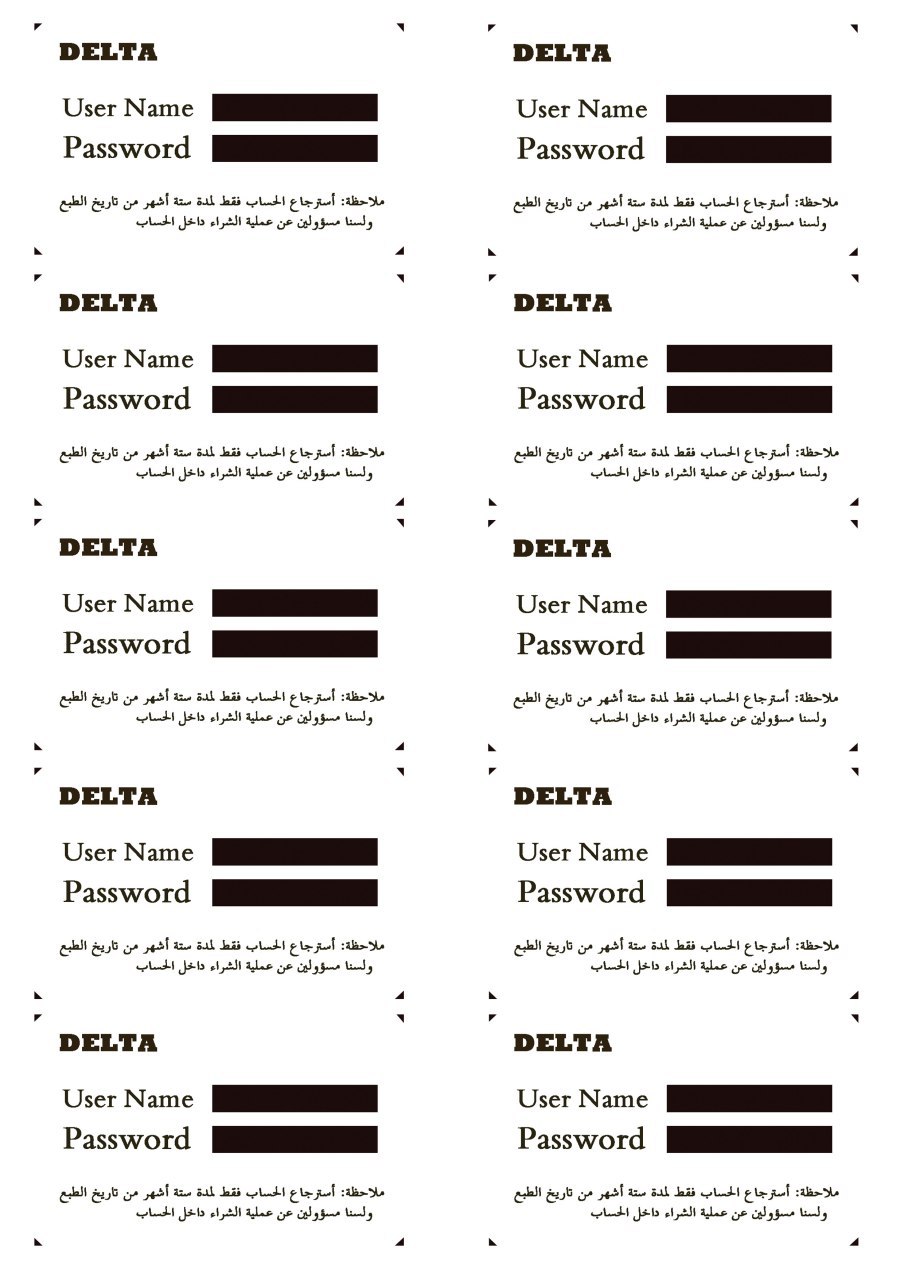 DELTA
User Name
Password
ملاحظة: أسترجاع الحساب فقط لمدة ستة أشهر من تاريخ الطبع
ولسنا مسؤولين عن عملية الشراء داخل الحساب
DELTA
User Name
Password
ملاحظة: أسترجاع الحساب فقط لمدة ستة أشهر من تاريخ الطبع
ولسنا مسؤولين عن عملية الشراء داخل الحساب
DELTA
User Name
Password
ملاحظة: أسترجاع الحساب فقط لمدة ستة أشهر من تاريخ الطبع
ولسنا مسؤولين عن عملية الشراء داخل الحساب
DELTA
User Name
Password
ملاحظة: أسترجاع الحساب فقط لمدة ستة أشهر من تاريخ الطبع
ولسنا مسؤولين عن عملية الشراء داخل الحساب
DELTA
User Name
Password
ملاحظة: أسترجاع الحساب فقط لمدة ستة أشهر من تاريخ الطبع
ولسنا مسؤولين عن عملية الشراء داخل الحساب
DELTA
User Name
Password
ملاحظة: أسترجاع الحساب فقط لمدة ستة أشهر من تاريخ الطبع
ولسنا مسؤولين عن عملية الشراء داخل الحساب
DELTA
User Name
Password
ملاحظة: أسترجاع الحساب فقط لمدة ستة أشهر من تاريخ الطبع
ولسنا مسؤولين عن عملية الشراء داخل الحساب
DELTA
User Name
Password
ملاحظة: أسترجاع الحساب فقط لمدة ستة أشهر من تاريخ الطبع
ولسنا مسؤولين عن عملية الشراء داخل الحساب
DELTA
User Name
Password
ملاحظة: أسترجاع الحساب فقط لمدة ستة أشهر من تاريخ الطبع
ولسنا مسؤولين عن عملية الشراء داخل الحساب
DELTA
User Name
Password
ملاحظة: أسترجاع الحساب فقط لمدة ستة أشهر من تاريخ الطبع
ولسنا مسؤولين عن عملية الشراء داخل الحساب